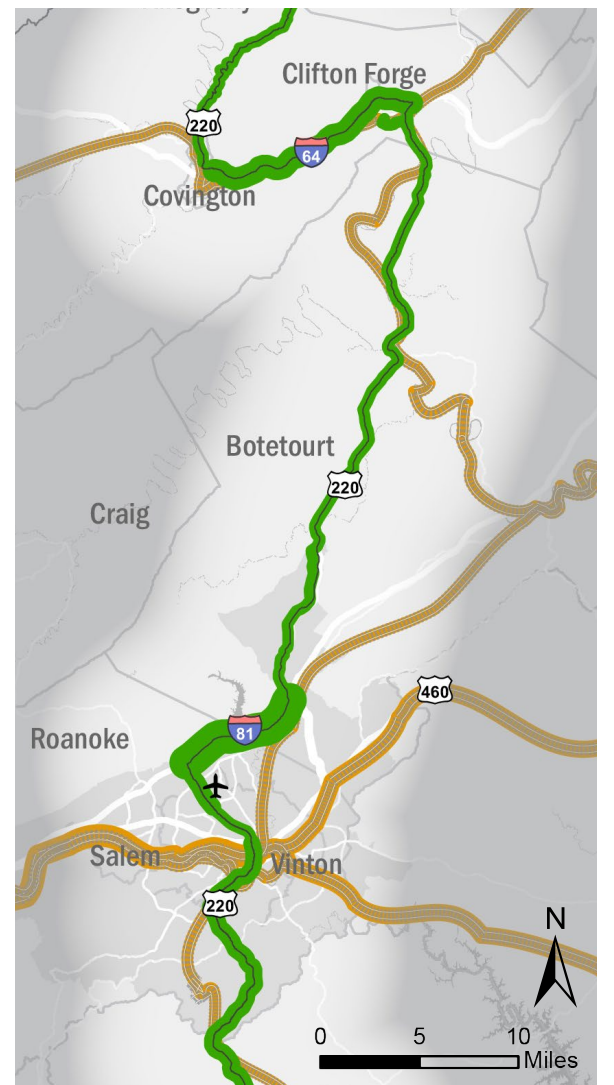 Clifton Forge
220
64
Covington
Botetourt
220
Craig
460
81
Roanoke
Salem
Vinton
220
N
0 5 10
Miles